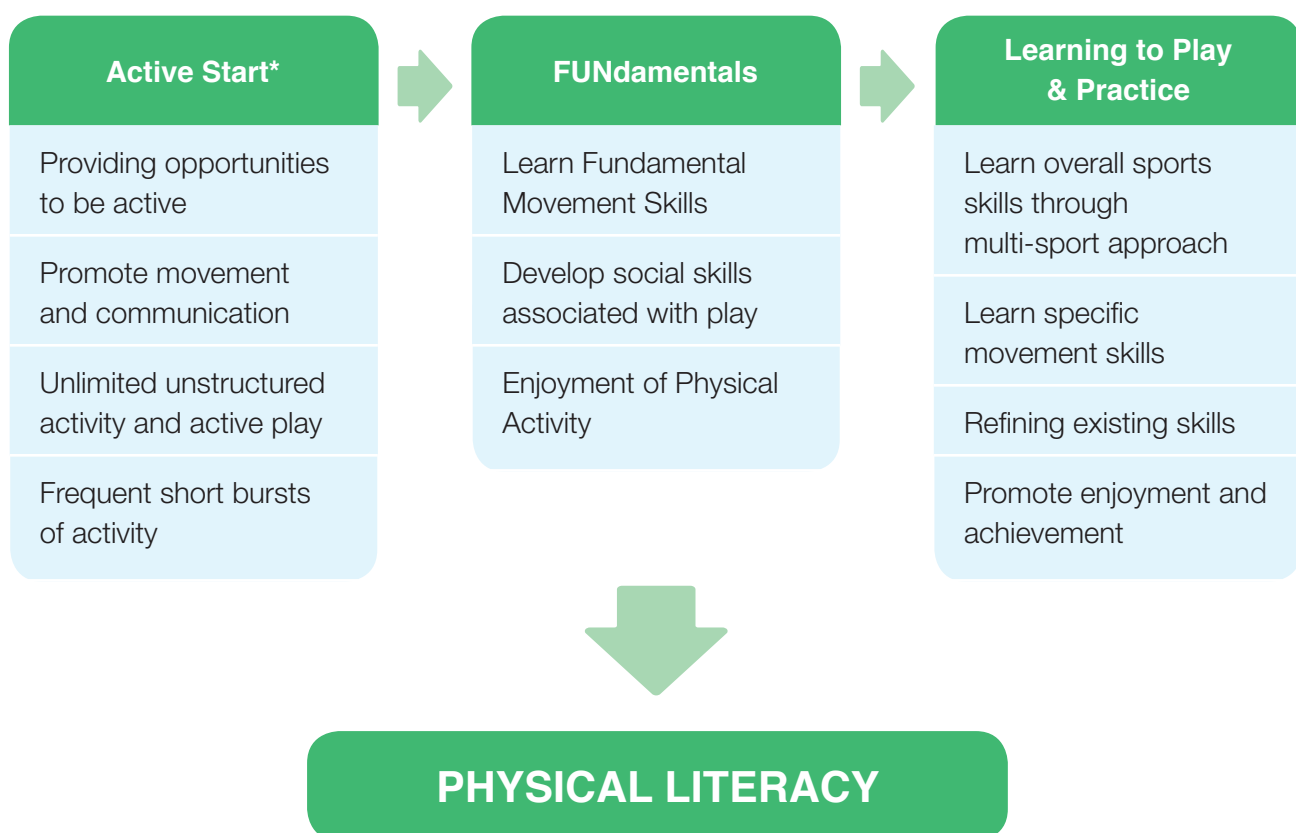 Active Start*
Providing opportunities
to be active
Promote movement
and communication
Unlimited unstructured
activity and active play
Frequent short bursts
of activity
FUNdamentals
Learn Fundamental
Movement Skills
Develop social skills
associated with play
Enjoyment of Physical
Activity
Learning to Play
& Practice
Learn overall sports
skills through
multi-sport approach
Learn specific
movement skills
Refining existing skills
Promote enjoyment and
achievement
PHYSICAL LITERACY